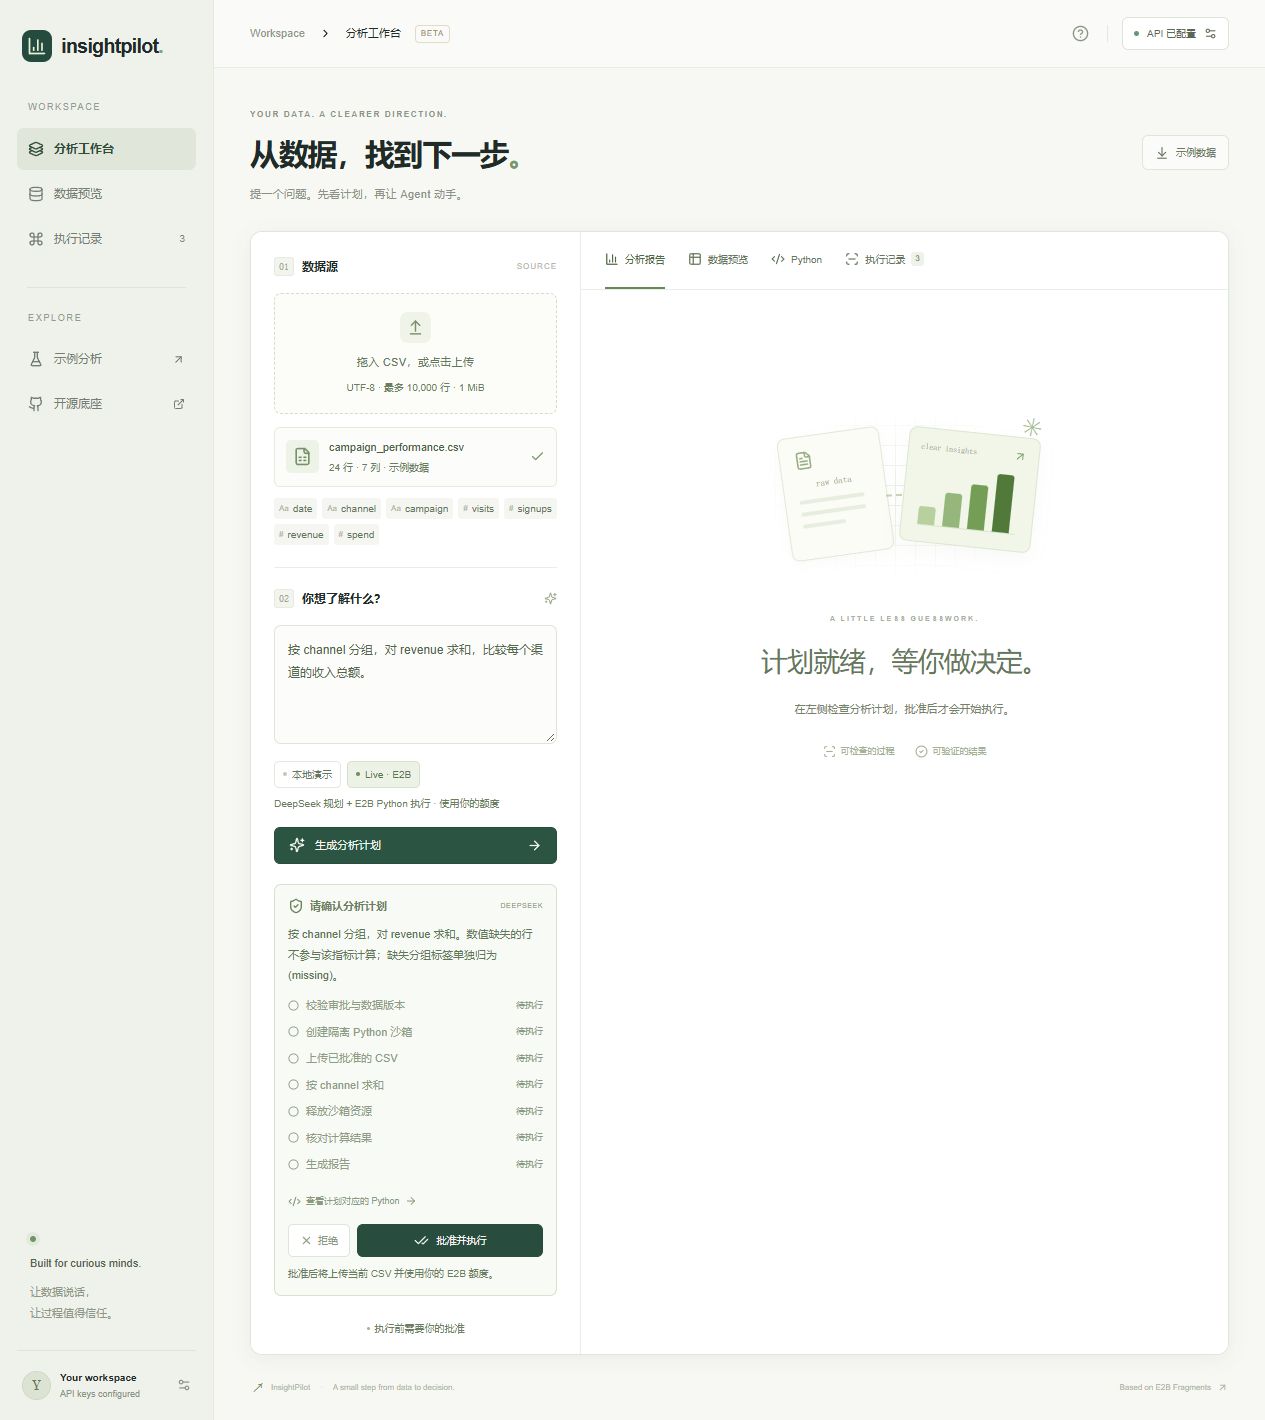 insightpilot.
WORKSPACE
分析工作台
数据预览
执行记录 3
EXPLORE
示例分析
开源底座
Built for curious minds.
让数据说话，
让过程值得信任。
Y
Your workspace
API keys configured
Workspace
分析工作台
BETA
API 已配置
YOUR DATA. A CLEARER DIRECTION.
从数据，找到下一步。
提一个问题。先看计划，再让 Agent 动手。
示例数据
01 数据源 SOURCE
拖入 CSV，或点击上传
UTF-8 · 最多 10,000 行 · 1 MiB
campaign_performance.csv
24 行 · 7 列 · 示例数据
Aa date Aa channel Aa campaign # visits # signups
# revenue # spend
02 你想了解什么？
按 channel 分组，对 revenue 求和，比较每个渠
道的收入总额。
本地演示 Live · E2B
DeepSeek 规划 + E2B Python 执行 · 使用你的额度
生成分析计划
请确认分析计划 DEEPSEEK
按 channel 分组，对 revenue 求和。数值缺失的行
不参与该指标计算；缺失分组标签单独归为
(missing)。
校验审批与数据版本 待执行
创建隔离 Python 沙箱 待执行
上传已批准的 CSV 待执行
按 channel 求和 待执行
释放沙箱资源 待执行
核对计算结果 待执行
生成报告 待执行
查看计划对应的 Python
拒绝 批准并执行
批准后将上传当前 CSV 并使用你的 E2B 额度。
执行前需要你的批准
分析报告 数据预览 Python 执行记录 3
raw data
clear insights
A LITTLE LESS GUESSWORK.
计划就绪，等你做决定。
在左侧检查分析计划，批准后才会开始执行。
可检查的过程 可验证的结果
InsightPilot · A small step from data to decision.
Based on E2B Fragments